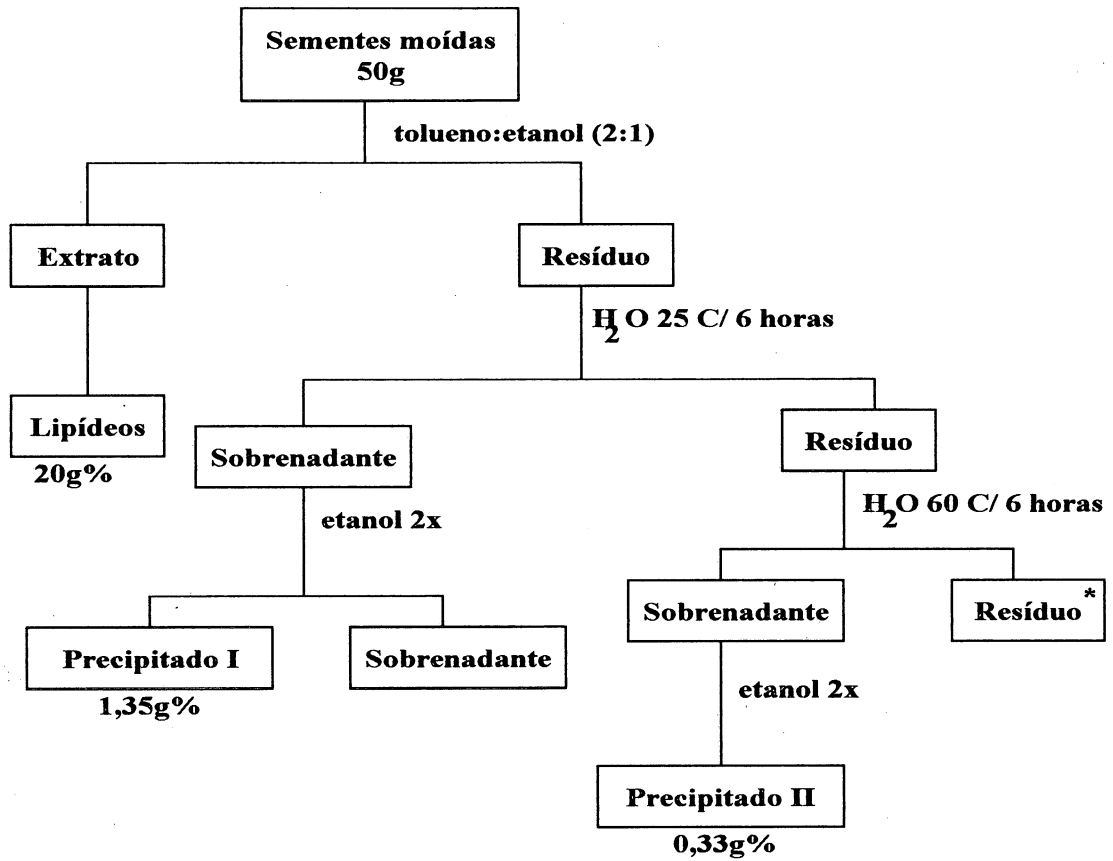 Sementes moídas
50g
tolueno:etanol (2:1)
Extrato
Resíduo
H2O 25 C/ 6 horas
Lipídeos
20g%
Sobrenadante
Resíduo
etanol 2x
H2O 60 C/ 6 horas
Sobrenadante
Resíduo*
Precipitado I
1,35g%
Sobrenadante
etanol 2x
Precipitado II
0,33g%